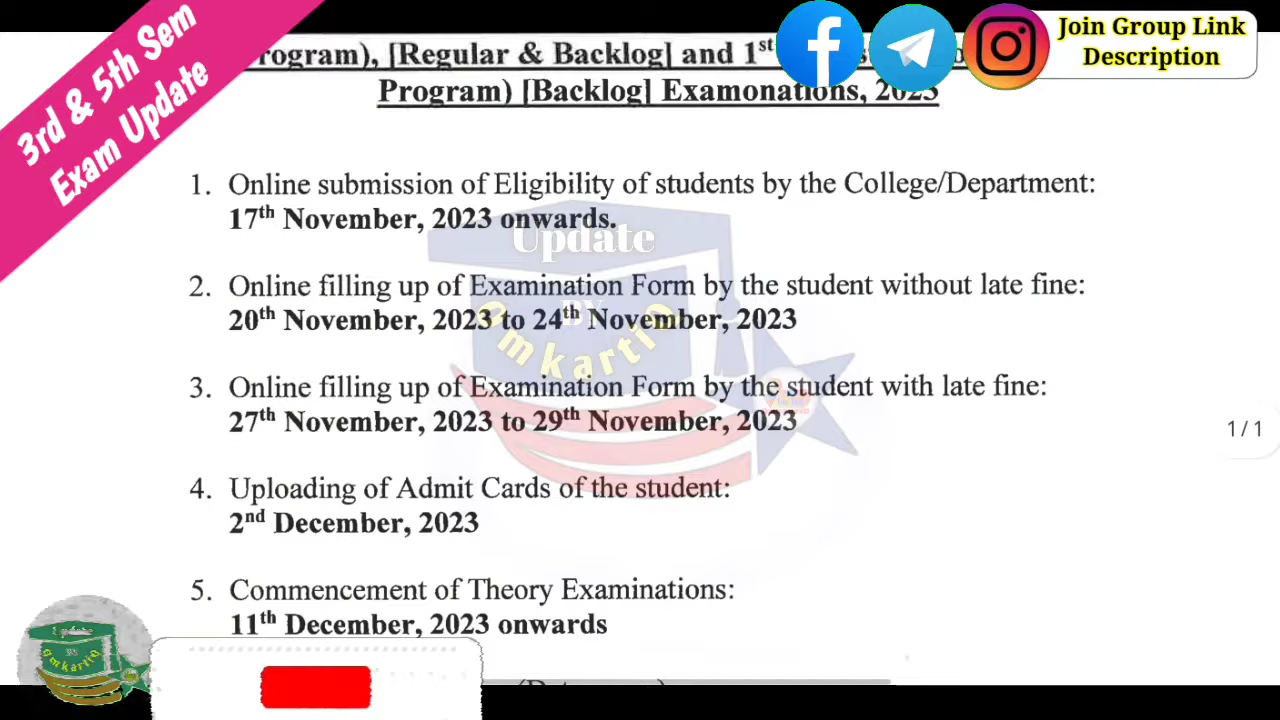 3rd & 5th Sem
Exam Update
Join Group Link
Description
rogram), [Regular & Backlog] and 1st
Program) [Backlog] Examonations, 2023
1. Online submission of Eligibility of students by the College/Department:
17th November, 2023 onwards.
Update
2. Online filling up of Examination Form by the student without late fine:
20th November, 2023 to 24th November, 2023
BY
amkartiq
3. Online filling up of Examination Form by the student with late fine:
27th November, 2023 to 29th November, 2023
1 / 1
4. Uploading of Admit Cards of the student:
2nd December, 2023
5. Commencement of Theory Examinations:
11th December, 2023 onwards
Update
BY
amkartiq